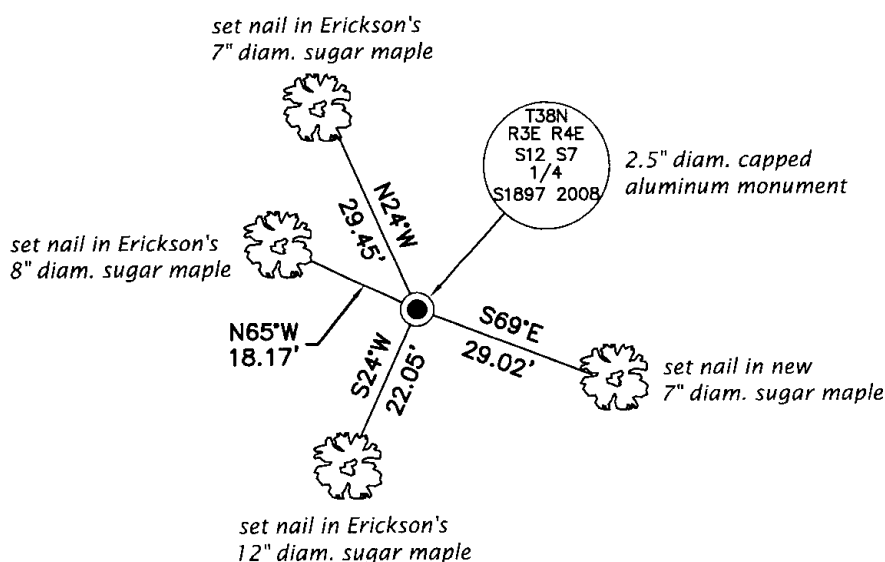 set nail in Erickson's
7" diam. sugar maple
T38N
R3E R4E
S12 S7
1/4
S1897 2008
2.5" diam. capped
aluminum monument
N24°W
29.45'
set nail in Erickson's
8" diam. sugar maple
N65°W
18.17'
S69°E
29.02'
S24°W
22.05'
set nail in new
7" diam. sugar maple
set nail in Erickson's
12" diam. sugar maple